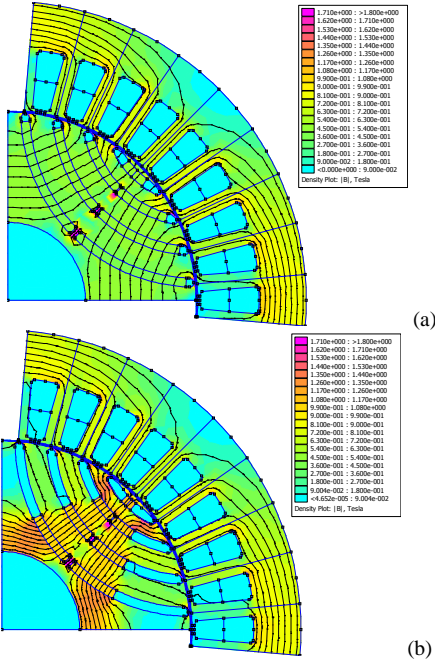 1.710e+000 : >1.800e+000
1.620e+000 : 1.710e+000
1.530e+000 : 1.620e+000
1.440e+000 : 1.530e+000
1.350e+000 : 1.440e+000
1.260e+000 : 1.350e+000
1.170e+000 : 1.260e+000
1.080e+000 : 1.170e+000
9.900e-001 : 1.080e+000
9.000e-001 : 9.900e-001
8.100e-001 : 9.000e-001
7.200e-001 : 8.100e-001
6.300e-001 : 7.200e-001
5.400e-001 : 6.300e-001
4.500e-001 : 5.400e-001
3.600e-001 : 4.500e-001
2.700e-001 : 3.600e-001
1.800e-001 : 2.700e-001
9.000e-002 : 1.800e-001
<0.000e+000 : 9.000e-002
Density Plot: |B|, Tesla
(a)
1.710e+000 : >1.800e+000
1.620e+000 : 1.710e+000
1.530e+000 : 1.620e+000
1.440e+000 : 1.530e+000
1.350e+000 : 1.440e+000
1.260e+000 : 1.350e+000
1.170e+000 : 1.260e+000
1.080e+000 : 1.170e+000
9.900e-001 : 1.080e+000
9.000e-001 : 9.900e-001
8.100e-001 : 9.000e-001
7.200e-001 : 8.100e-001
6.300e-001 : 7.200e-001
5.400e-001 : 6.300e-001
4.500e-001 : 5.400e-001
3.600e-001 : 4.500e-001
2.700e-001 : 3.600e-001
1.800e-001 : 2.700e-001
9.004e-002 : 1.800e-001
<4.652e-005 : 9.004e-002
Density Plot: |B|, Tesla
(b)